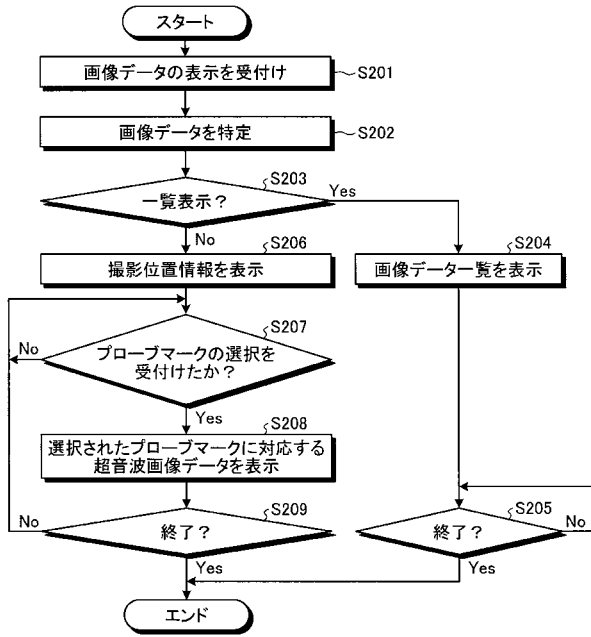 スタート
画像データの表示を受付け
S201
画像データを特定
S202
S203
一覧表示？
Yes
No
S206
撮影位置情報を表示
S204
画像データ一覧を表示
S207
プローブマークの選択を
受付けたか？
No
Yes
S208
選択されたプローブマークに対応する
超音波画像データを表示
S209
終了？
No
Yes
S205
終了？
No
Yes
エンド